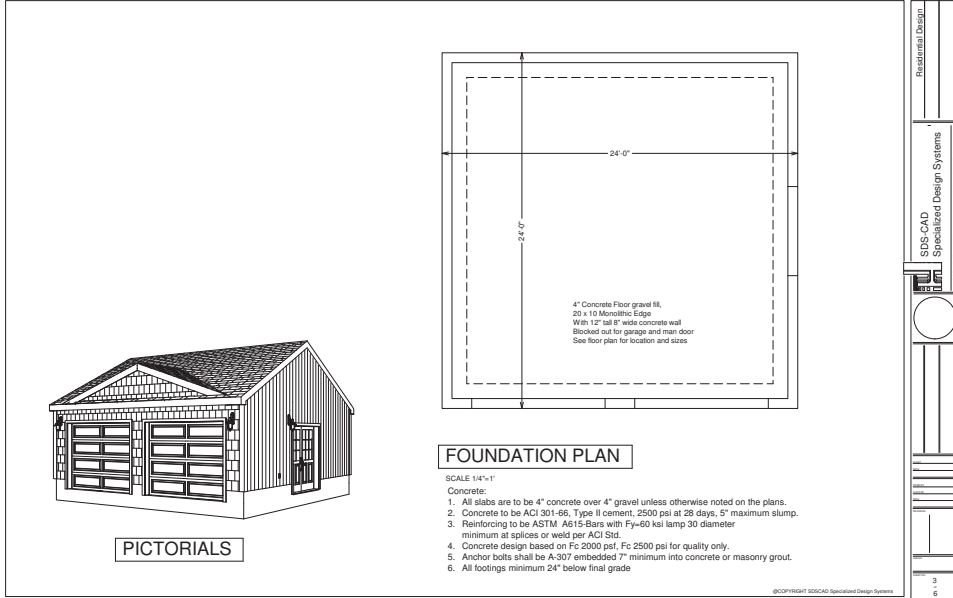 Residential Design
SDS-CAD
Specialized Design Systems
24'-0"
24'-0"
4" Concrete Floor gravel fill,
20 x 10 Monolithic Edge
With 12" tall 8" wide concrete wall
Blocked out for garage and man door
See floor plan for location and sizes
PICTORIALS
FOUNDATION PLAN
SCALE 1/4"=1'
Concrete:
1. All slabs are to be 4" concrete over 4" gravel unless otherwise noted on the plans.
2. Concrete to be ACI 301-66, Type II cement, 2500 psi at 28 days, 5" maximum slump.
3. Reinforcing to be ASTM A615-Bars with Fy=60 ksi lamp 30 diameter
minimum at splices or weld per ACI Std.
4. Concrete design based on Fc 2000 psf, Fc 2500 psi for quality only.
5. Anchor bolts shall be A-307 embedded 7" minimum into concrete or masonry grout.
6. All footings minimum 24" below final grade
@COPYRIGHT SDSCAD Specialized Design Systems
3
-
6